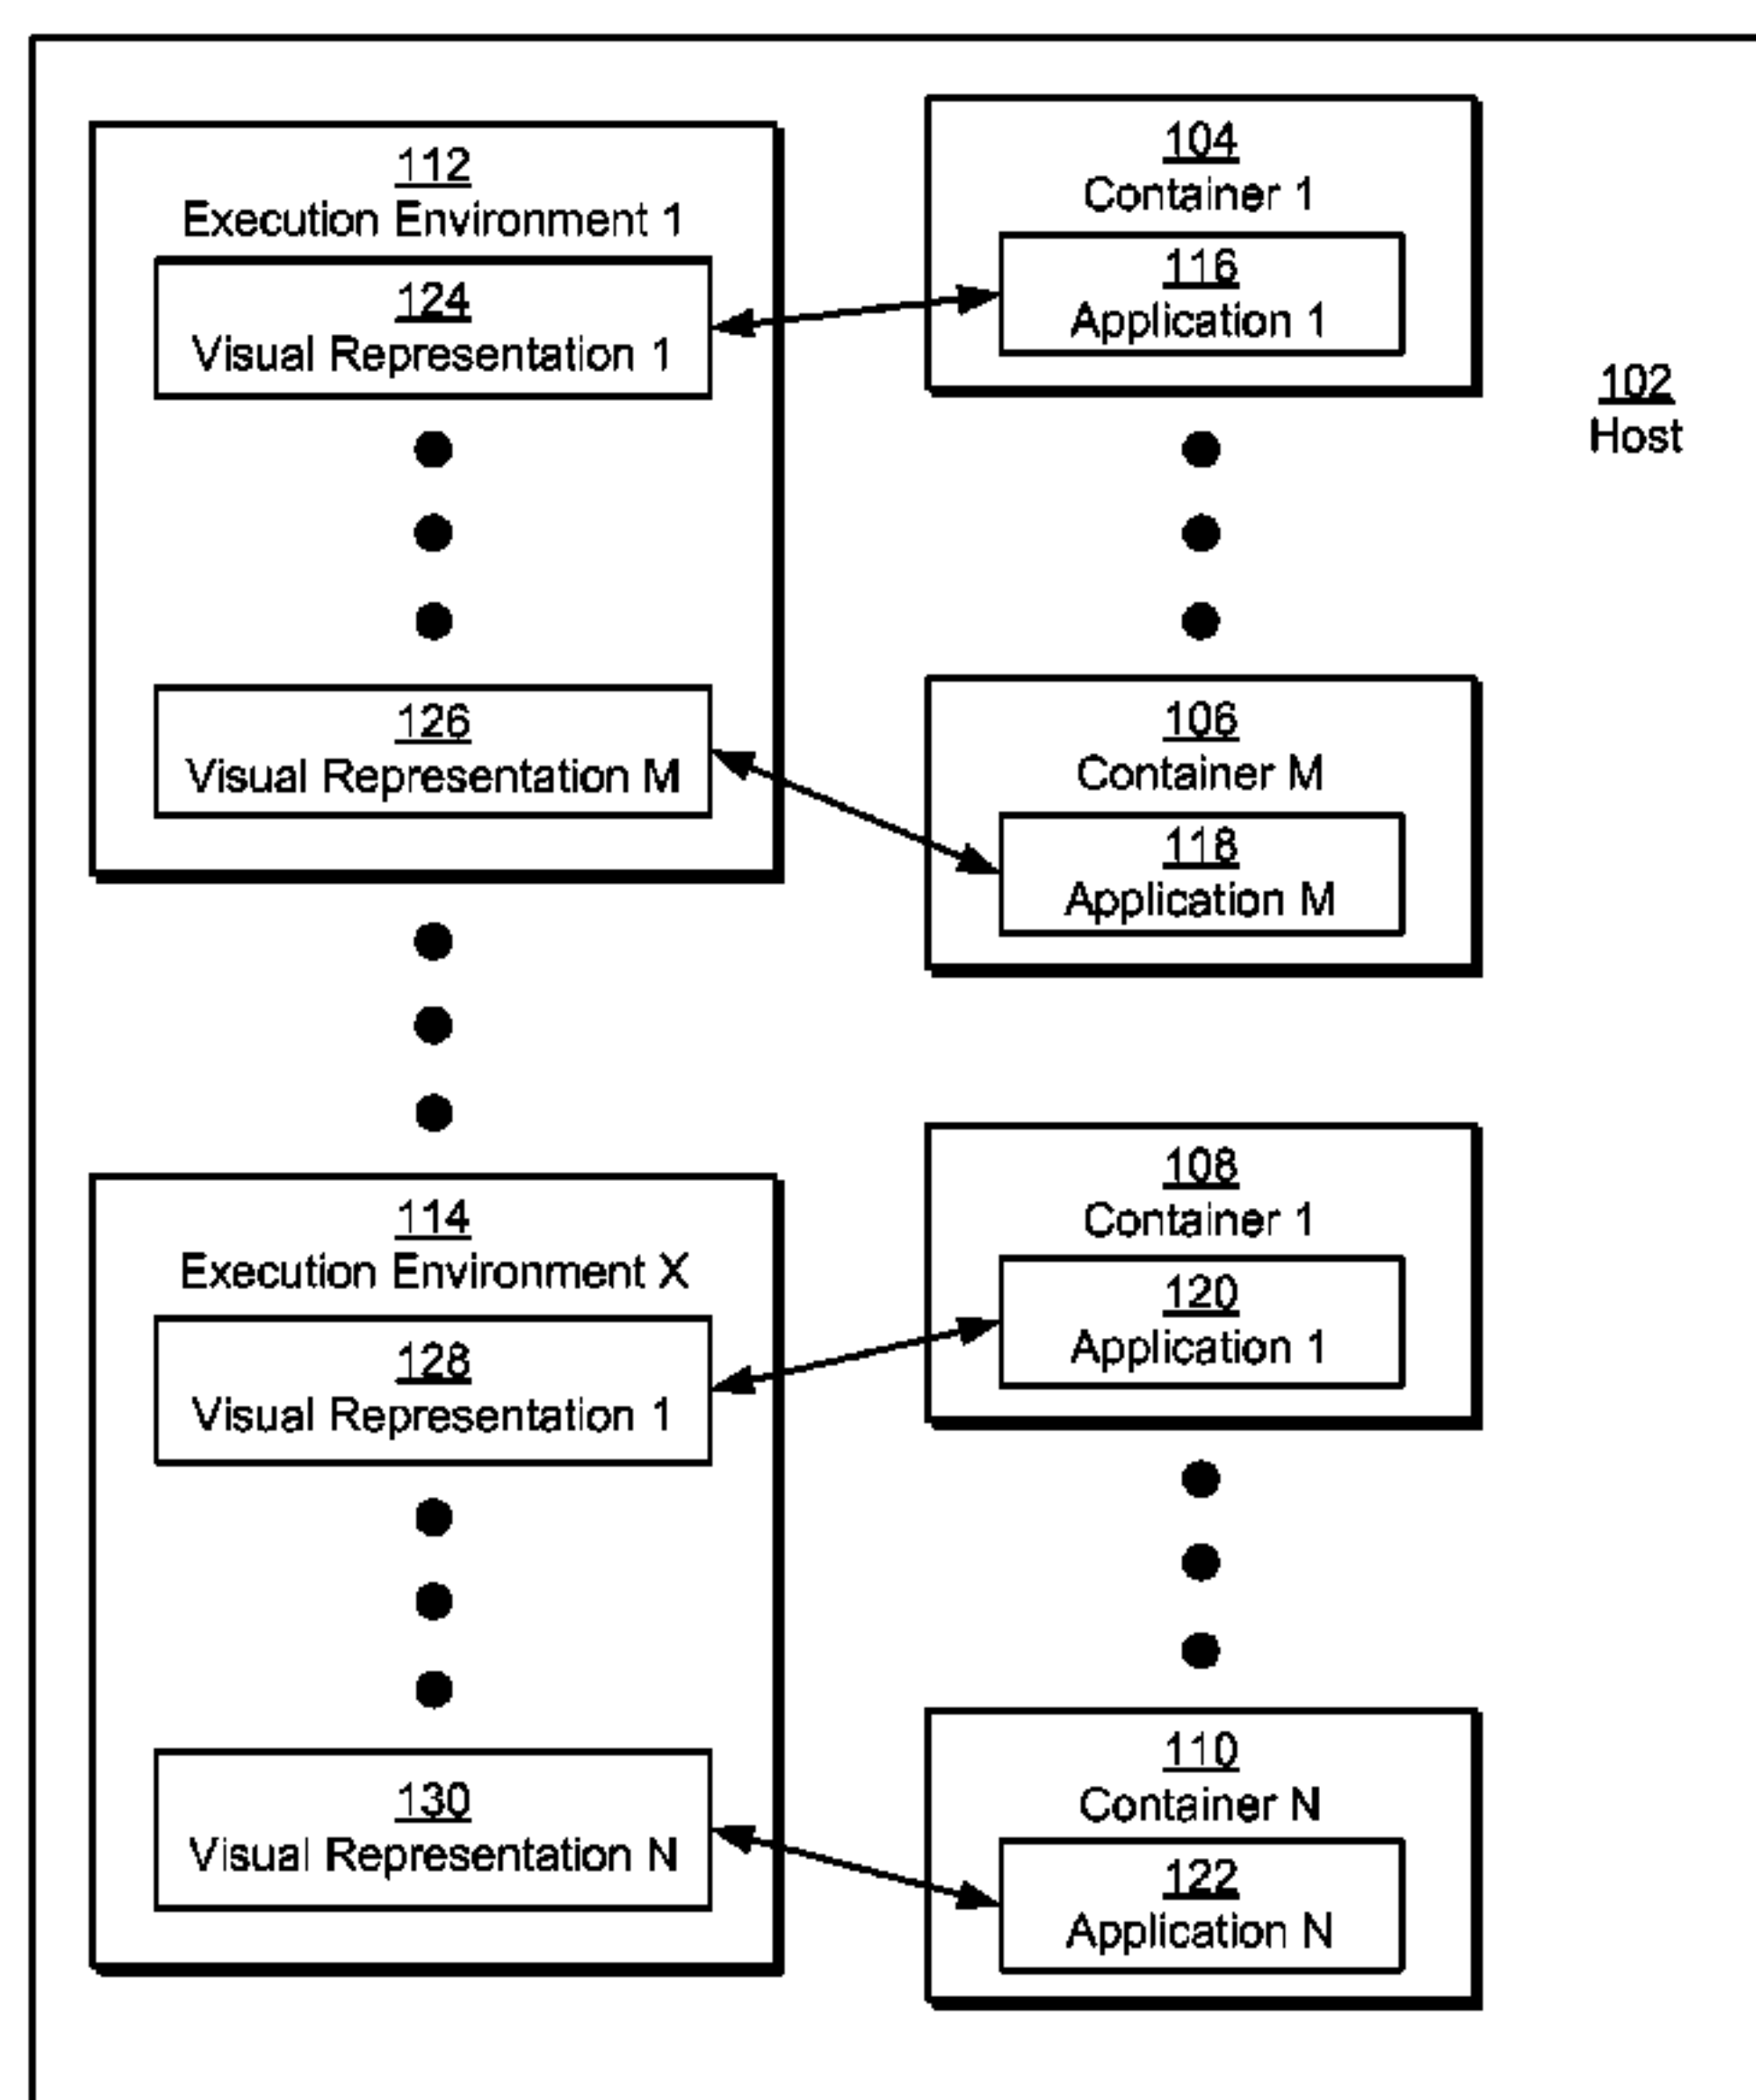 112
Execution Environment 1
124
Visual Representation 1
126
Visual Representation M
104
Container 1
116
Application 1
102
Host
106
Container M
118
Application M
114
Execution Environment X
128
Visual Representation 1
130
Visual Representation N
108
Container 1
120
Application 1
110
Container N
122
Application N